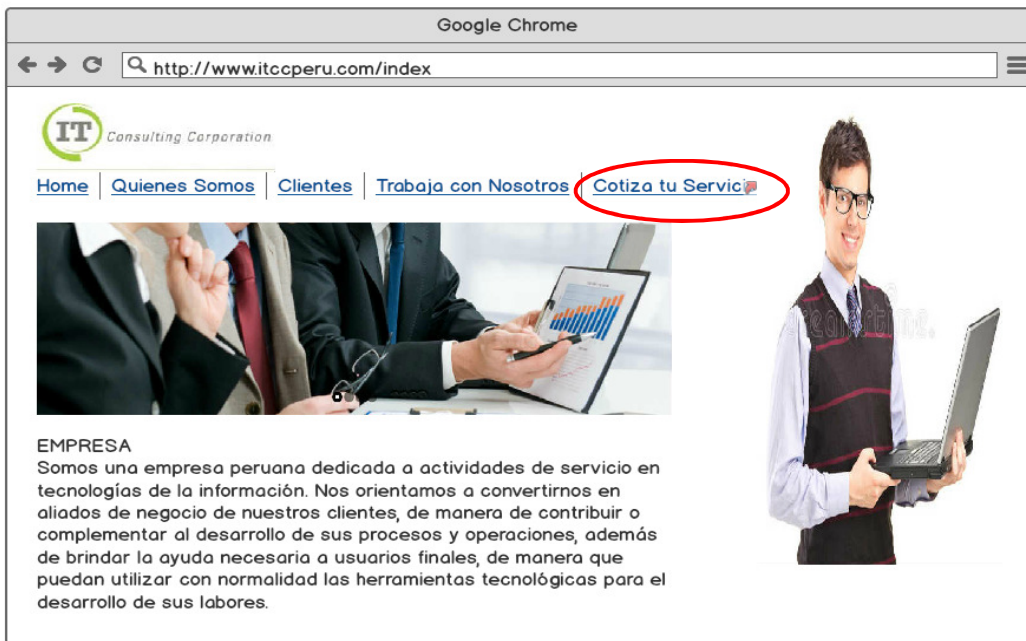 Google Chrome
http://www.itccperu.com/index
IT Consulting Corporation
Home Quienes Somos Clientes Trabaja con Nosotros Cotiza tu Servici
EMPRESA
Somos una empresa peruana dedicada a actividades de servicio en
tecnologías de la información. Nos orientamos a convertirnos en
aliados de negocio de nuestros clientes, de manera de contribuir o
complementar al desarrollo de sus procesos y operaciones, además
de brindar la ayuda necesaria a usuarios finales, de manera que
puedan utilizar con normalidad las herramientas tecnológicas para el
desarrollo de sus labores.